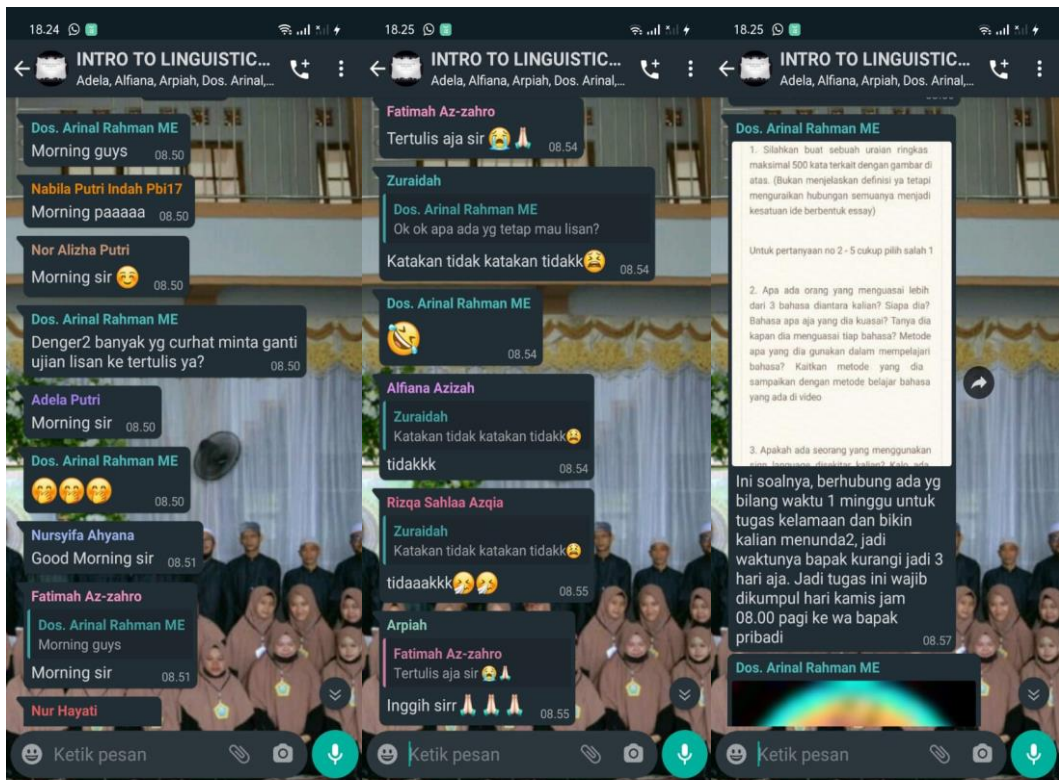 18.24
INTRO TO LINGUISTIC...
Adela, Alfiana, Arpiah, Dos. Arinal,...
Dos. Arinal Rahman ME
Morning guys 08.50
Nabila Putri Indah Pbi17
Morning paaaaa 08.50
Nor Alizha Putri
Morning sir ☺️ 08.50
Dos. Arinal Rahman ME
Denger2 banyak yg curhat minta ganti
ujian lisan ke tertulis ya? 08.50
Adela Putri
Morning sir 08.50
Dos. Arinal Rahman ME
🤭🤭🤭 08.50
Nursyifa Ahyana
Good Morning sir 08.51
Fatimah Az-zahro
Dos. Arinal Rahman ME
Morning guys
Morning sir 08.51
Nur Hayati
Ketik pesan
18.25
INTRO TO LINGUISTIC...
Adela, Alfiana, Arpiah, Dos. Arinal,...
Fatimah Az-zahro
Tertulis aja sir 😭🙏🏻 08.54
Zuraidah
Dos. Arinal Rahman ME
Ok ok apa ada yg tetap mau lisan?
Katakan tidak katakan tidakk😫 08.54
Dos. Arinal Rahman ME
🤣 08.54
Alfiana Azizah
Zuraidah
Katakan tidak katakan tidakk😫
tidakkk 08.54
Rizqa Sahlaa Azqia
Zuraidah
Katakan tidak katakan tidakk😫
tidaaakkk🤧🤧 08.55
Arpiah
Fatimah Az-zahro
Tertulis aja sir 😭🙏🏻
Inggih sirr🙏🏻🙏🏻🙏🏻 08.55
Ketik pesan
18.25
INTRO TO LINGUISTIC...
Adela, Alfiana, Arpiah, Dos. Arinal,...
Dos. Arinal Rahman ME
1. Silahkan buat sebuah uraian ringkas
maksimal 500 kata terkait dengan gambar di
atas. (Bukan menjelaskan definisi ya tetapi
menguraikan hubungan semuanya menjadi
kesatuan ide berbentuk essay)
Untuk pertanyaan no 2 - 5 cukup pilih salah 1
2. Apa ada orang yang menguasai lebih
dari 3 bahasa diantara kalian? Siapa dia?
Bahasa apa aja yang dia kuasai? Tanya dia
kapan dia menguasai tiap bahasa? Metode
apa yang dia gunakan dalam mempelajari
bahasa? Kaitkan metode yang dia
sampaikan dengan metode belajar bahasa
yang ada di video
3. Apakah ada seorang yang menggunakan
sign language disekitar kalian? Kalo ada
Ini soalnya, berhubung ada yg
bilang waktu 1 minggu untuk
tugas kelamaan dan bikin
kalian menunda2, jadi
waktunya bapak kurangi jadi 3
hari aja. Jadi tugas ini wajib
dikumpul hari kamis jam
08.00 pagi ke wa bapak
pribadi 08.57
Dos. Arinal Rahman ME
Ketik pesan